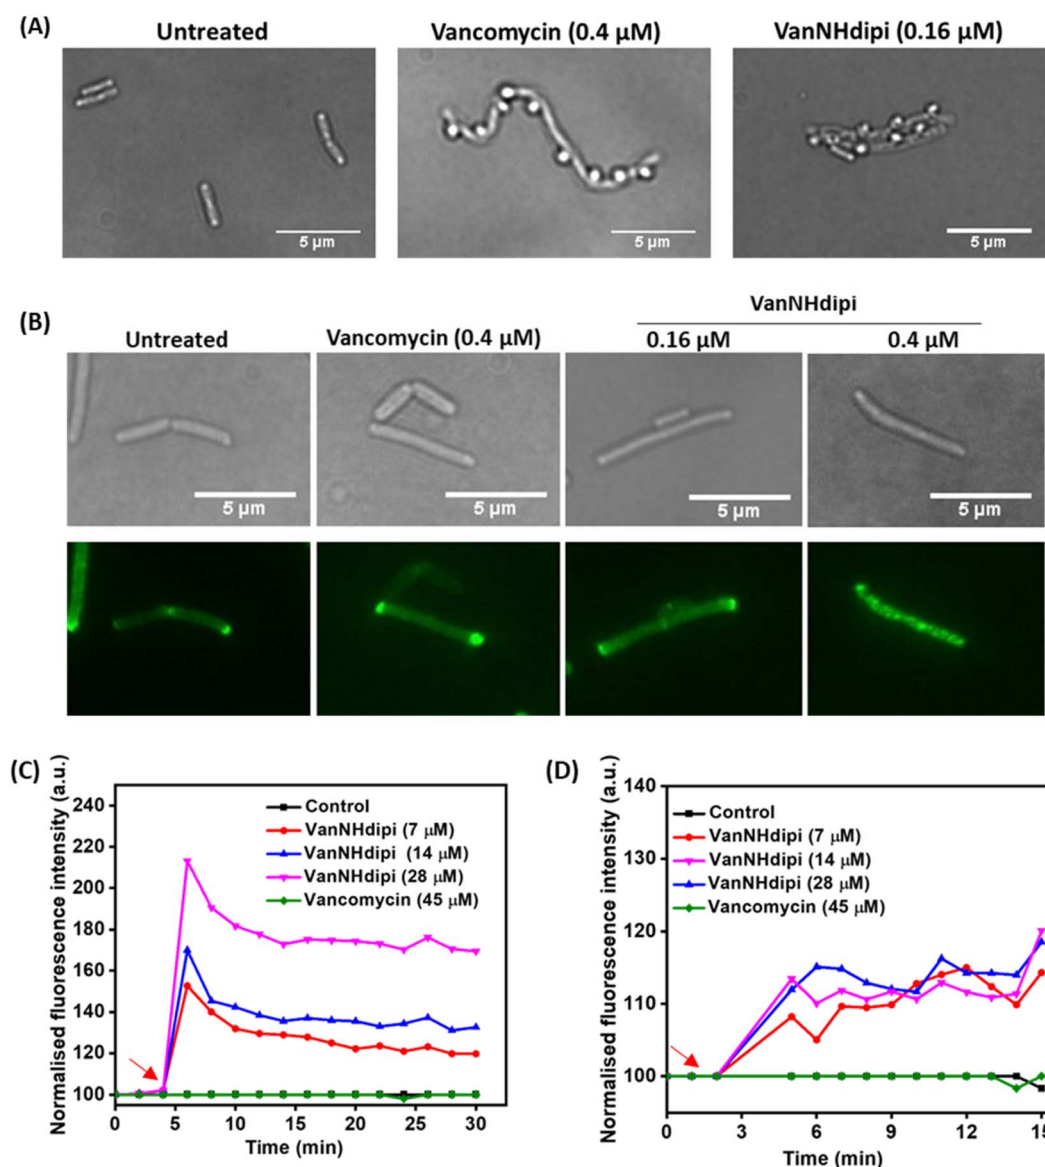 (A)
Untreated
Vancomycin (0.4 µM)
VanNHdipi (0.16 µM)
5 µm
5 µm
5 µm
(B)
VanNHdipi
Untreated
Vancomycin (0.4 µM)
0.16 µM
0.4 µM
5 µm
5 µm
5 µm
5 µm
(C)
Normalised fluorescence intensity (a.u.)
240
220
200
180
160
140
120
100
Control
VanNHdipi (7 µM)
VanNHdipi (14 µM)
VanNHdipi (28 µM)
Vancomycin (45 µM)
0 5 10 15 20 25 30
Time (min)
(D)
Normalised fluorescence intensity (a.u.)
140
130
120
110
100
Control
VanNHdipi (7 µM)
VanNHdipi (14 µM)
VanNHdipi (28 µM)
Vancomycin (45 µM)
0 3 6 9 12 15
Time (min)